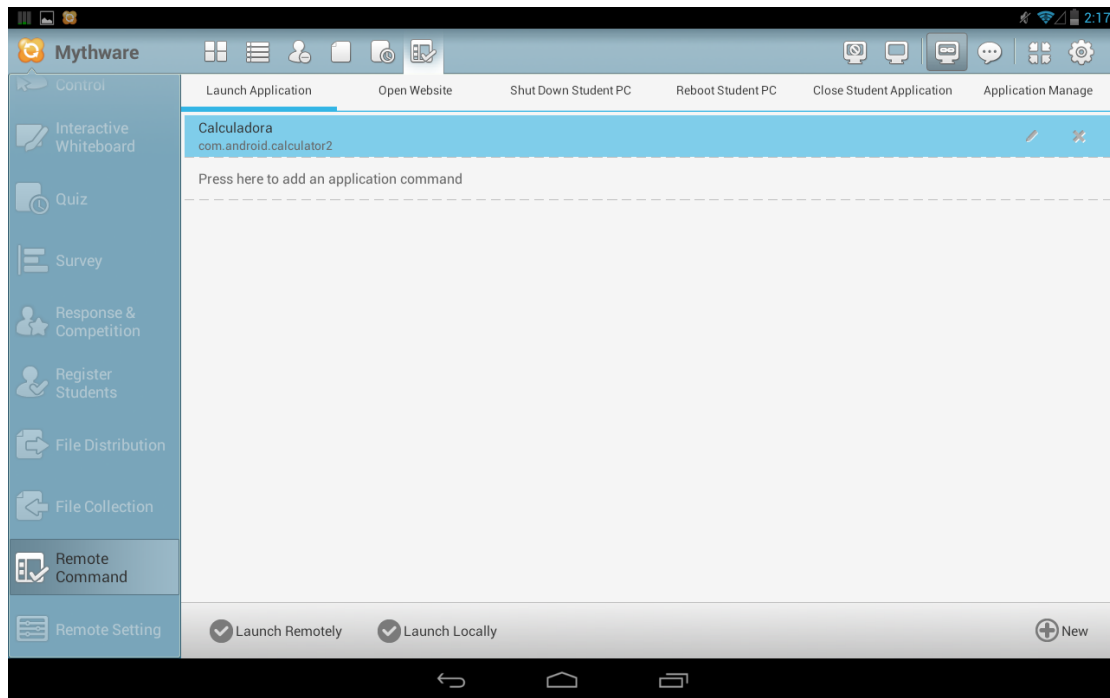 2:17
Mythware
Control
Interactive
Whiteboard
Quiz
Survey
Response &
Competition
Register
Students
File Distribution
File Collection
Remote
Command
Remote Setting
Launch Application
Open Website
Shut Down Student PC
Reboot Student PC
Close Student Application
Application Manage
Calculadora
com.android.calculator2
Press here to add an application command
Launch Remotely
Launch Locally
New